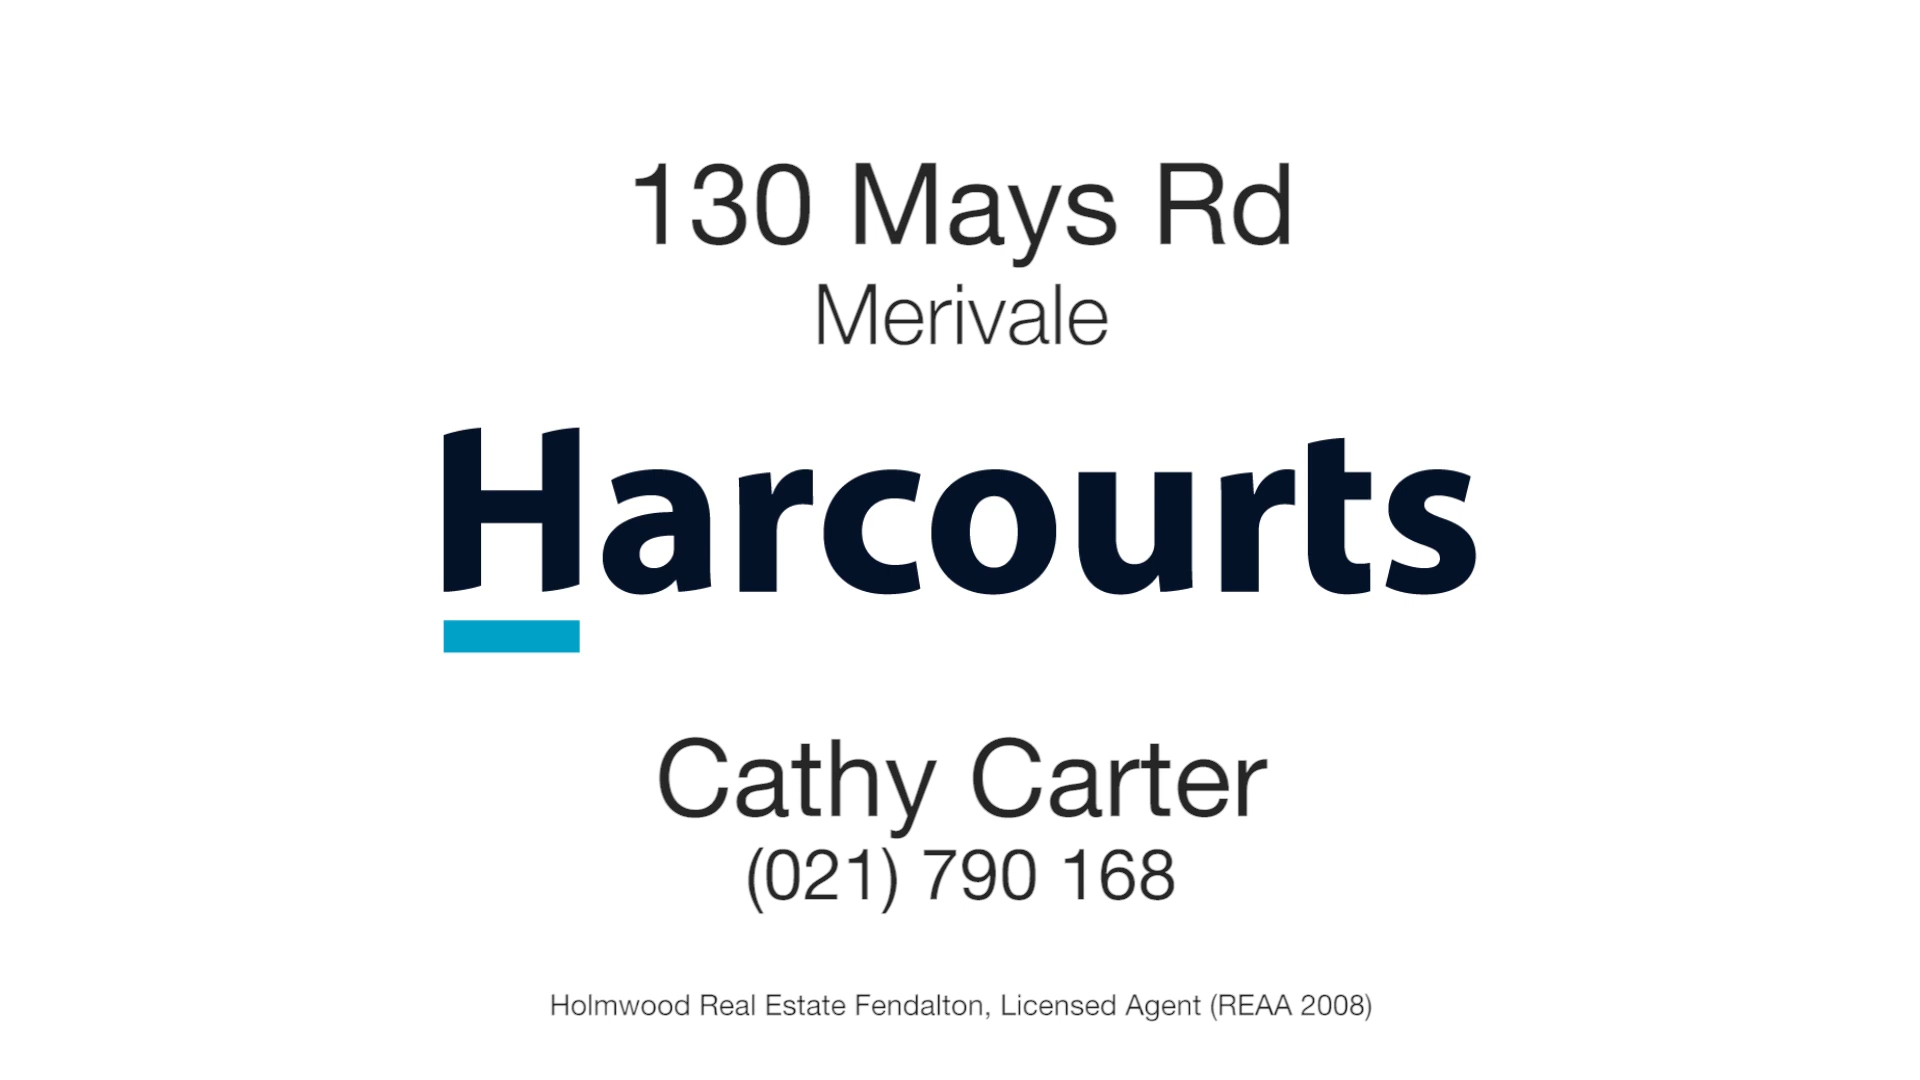 130 Mays Rd
Merivale
Harcourts
Cathy Carter
(021) 790 168
Holmwood Real Estate Fendalton, Licensed Agent (REAA 2008)